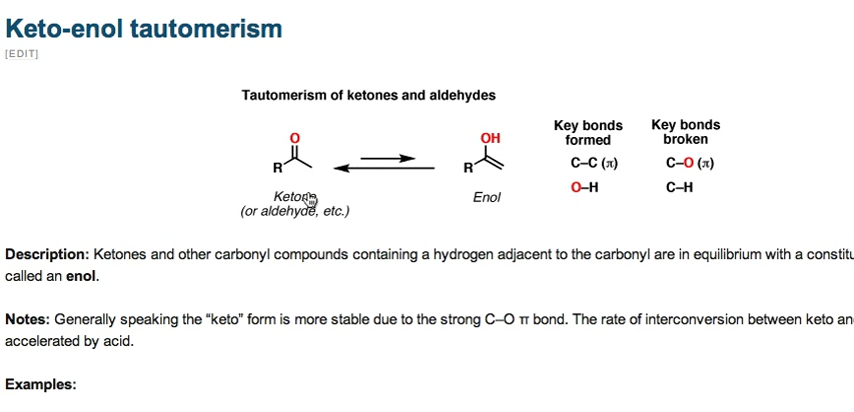 Keto-enol tautomerism
[EDIT]
Tautomerism of ketones and aldehydes
Key bonds formed
Key bonds broken
O
R
OH
R
C–C (π)
C–O (π)
O–H
C–H
Ketone
(or aldehyde, etc.)
Enol
Description: Ketones and other carbonyl compounds containing a hydrogen adjacent to the carbonyl are in equilibrium with a constitu
called an enol.
Notes: Generally speaking the “keto” form is more stable due to the strong C–O π bond. The rate of interconversion between keto an
accelerated by acid.
Examples: